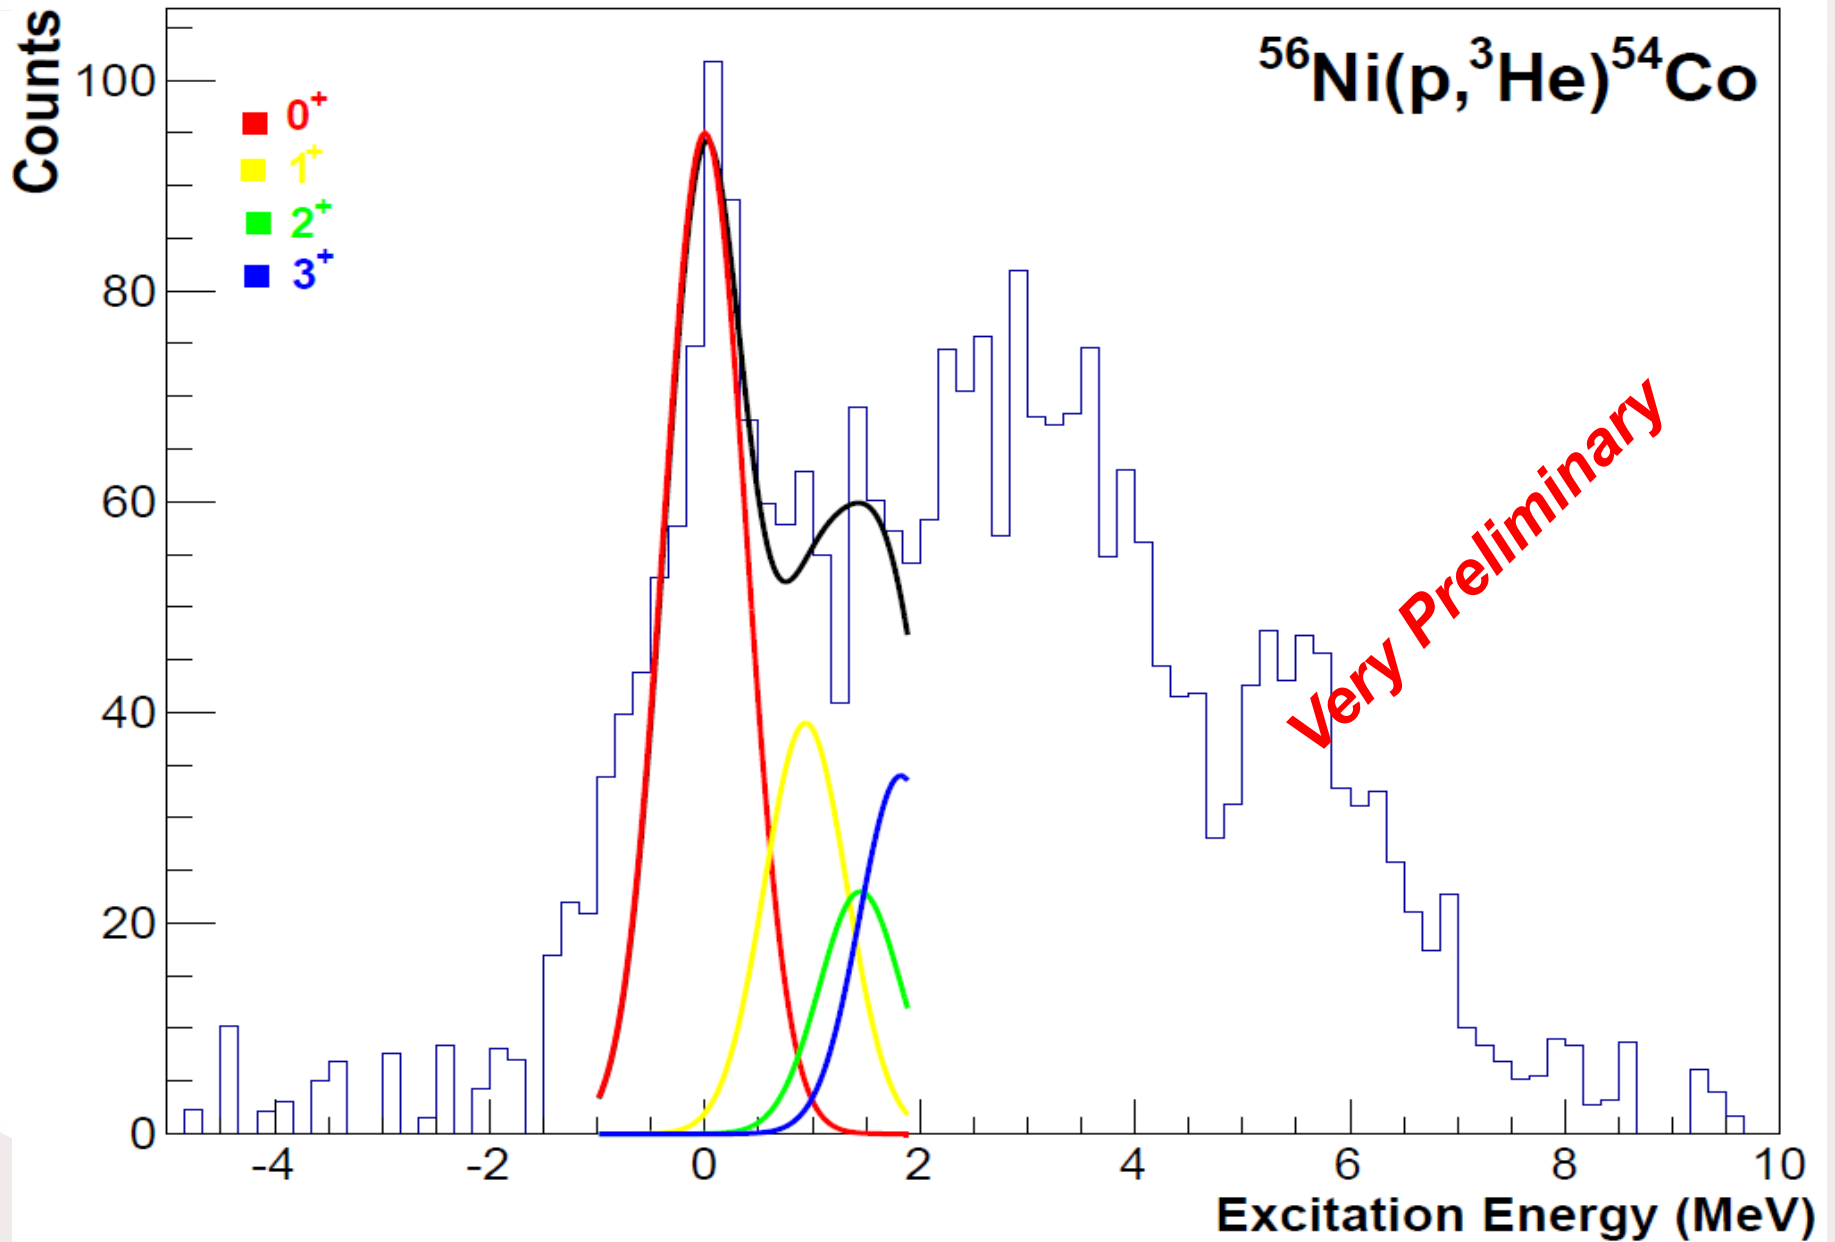 Counts
⁵⁶Ni(p,³He)⁵⁴Co
0⁺
1⁺
2⁺
3⁺
100
80
60
40
20
0
Very Preliminary
-4 -2 0 2 4 6 8 10
Excitation Energy (MeV)